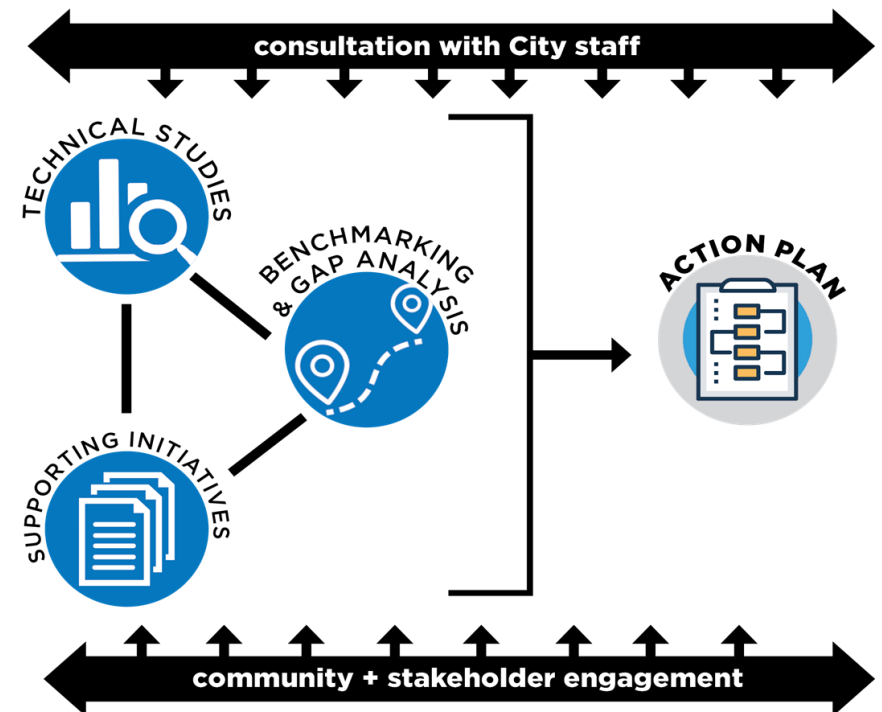 consultation with City staff
TECHNICAL STUDIES
BENCHMARKING
& GAP ANALYSIS
ACTION PLAN
SUPPORTING INITIATIVES
community + stakeholder engagement